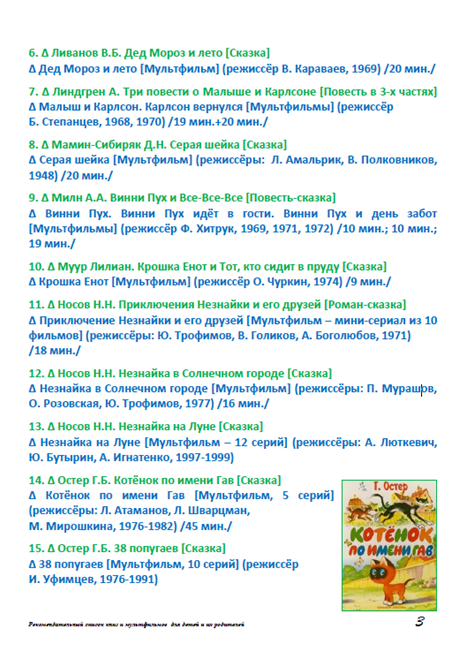 6. Δ Ливанов В.Б. Дед Мороз и лето [Сказка]
Δ Дед Мороз и лето [Мультфильм] (режиссёр В. Караваев, 1969) /20 мин./
7. Δ Линдгрен А. Три повести о Малыше и Карлсоне [Повесть в 3-х частях]
Δ Малыш и Карлсон. Карлсон вернулся [Мультфильмы] (режиссёр
Б. Степанцев, 1968, 1970) /19 мин.+20 мин./
8. Δ Мамин-Сибиряк Д.Н. Серая шейка [Сказка]
Δ Серая шейка [Мультфильм] (режиссёры: Л. Амальрик, В. Полковников,
1948) /20 мин./
9. Δ Милн А.А. Винни Пух и Все-Все-Все [Повесть-сказка]
Δ Винни Пух. Винни Пух идёт в гости. Винни Пух и день забот
[Мультфильмы] (режиссёр Ф. Хитрук, 1969, 1971, 1972) /10 мин.; 10 мин.;
19 мин./
10. Δ Муур Лилиан. Крошка Енот и Тот, кто сидит в пруду [Сказка]
Δ Крошка Енот [Мультфильм] (режиссёр О. Чуркин, 1974) /9 мин./
11. Δ Носов Н.Н. Приключения Незнайки и его друзей [Роман-сказка]
Δ Приключение Незнайки и его друзей [Мультфильм – мини-сериал из 10
фильмов] (режиссёры: Ю. Трофимов, В. Голиков, А. Боголюбов, 1971)
/18 мин./
12. Δ Носов Н.Н. Незнайка в Солнечном городе [Сказка]
Δ Незнайка в Солнечном городе [Мультфильм] (режиссёры: П. Мурашов,
О. Розовская, Ю. Трофимов, 1977) /16 мин./
13. Δ Носов Н.Н. Незнайка на Луне [Сказка]
Δ Незнайка на Луне [Мультфильм – 12 серий] (режиссёры: А. Люткевич,
Ю. Бутырин, А. Игнатенко, 1997-1999)
14. Δ Остер Г.Б. Котёнок по имени Гав [Сказка]
Δ Котёнок по имени Гав [Мультфильм, 5 серий]
(режиссёры: Л. Атаманов, Л. Шварцман,
М. Мирошкина, 1976-1982) /45 мин./
15. Δ Остер Г.Б. 38 попугаев [Сказка]
Δ 38 попугаев [Мультфильм, 10 серий] (режиссёр
И. Уфимцев, 1976-1991)
Г. Остер
КОТЁНОК
ПО ИМЕНИ ГАВ
Рекомендательный список книг и мультфильмов для детей и их родителей
3